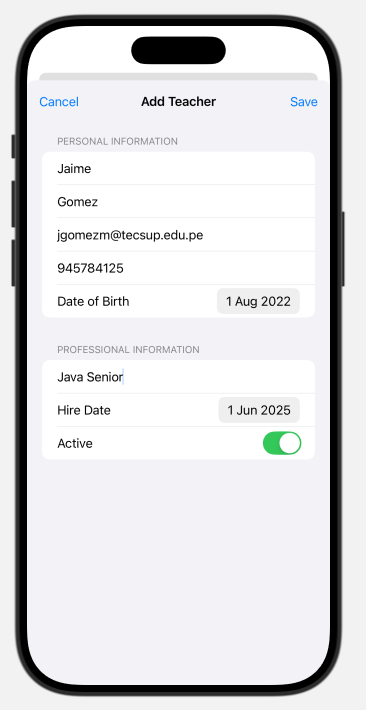 Cancel Add Teacher Save
PERSONAL INFORMATION
Jaime
Gomez
jgomezm@tecsup.edu.pe
945784125
Date of Birth 1 Aug 2022
PROFESSIONAL INFORMATION
Java Senior
Hire Date 1 Jun 2025
Active